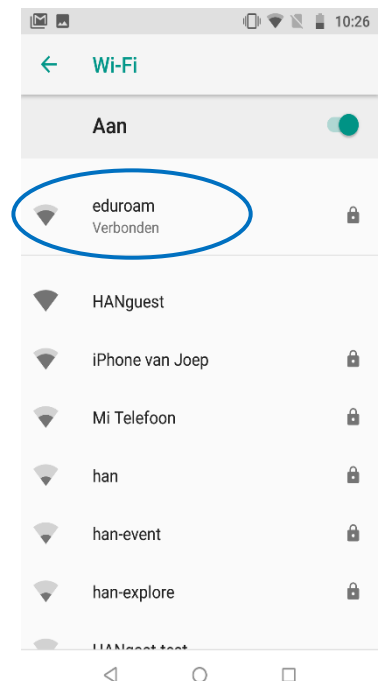 10:26
Wi-Fi
Aan
eduroam
Verbonden
HANguest
iPhone van Joep
Mi Telefoon
han
han-event
han-explore